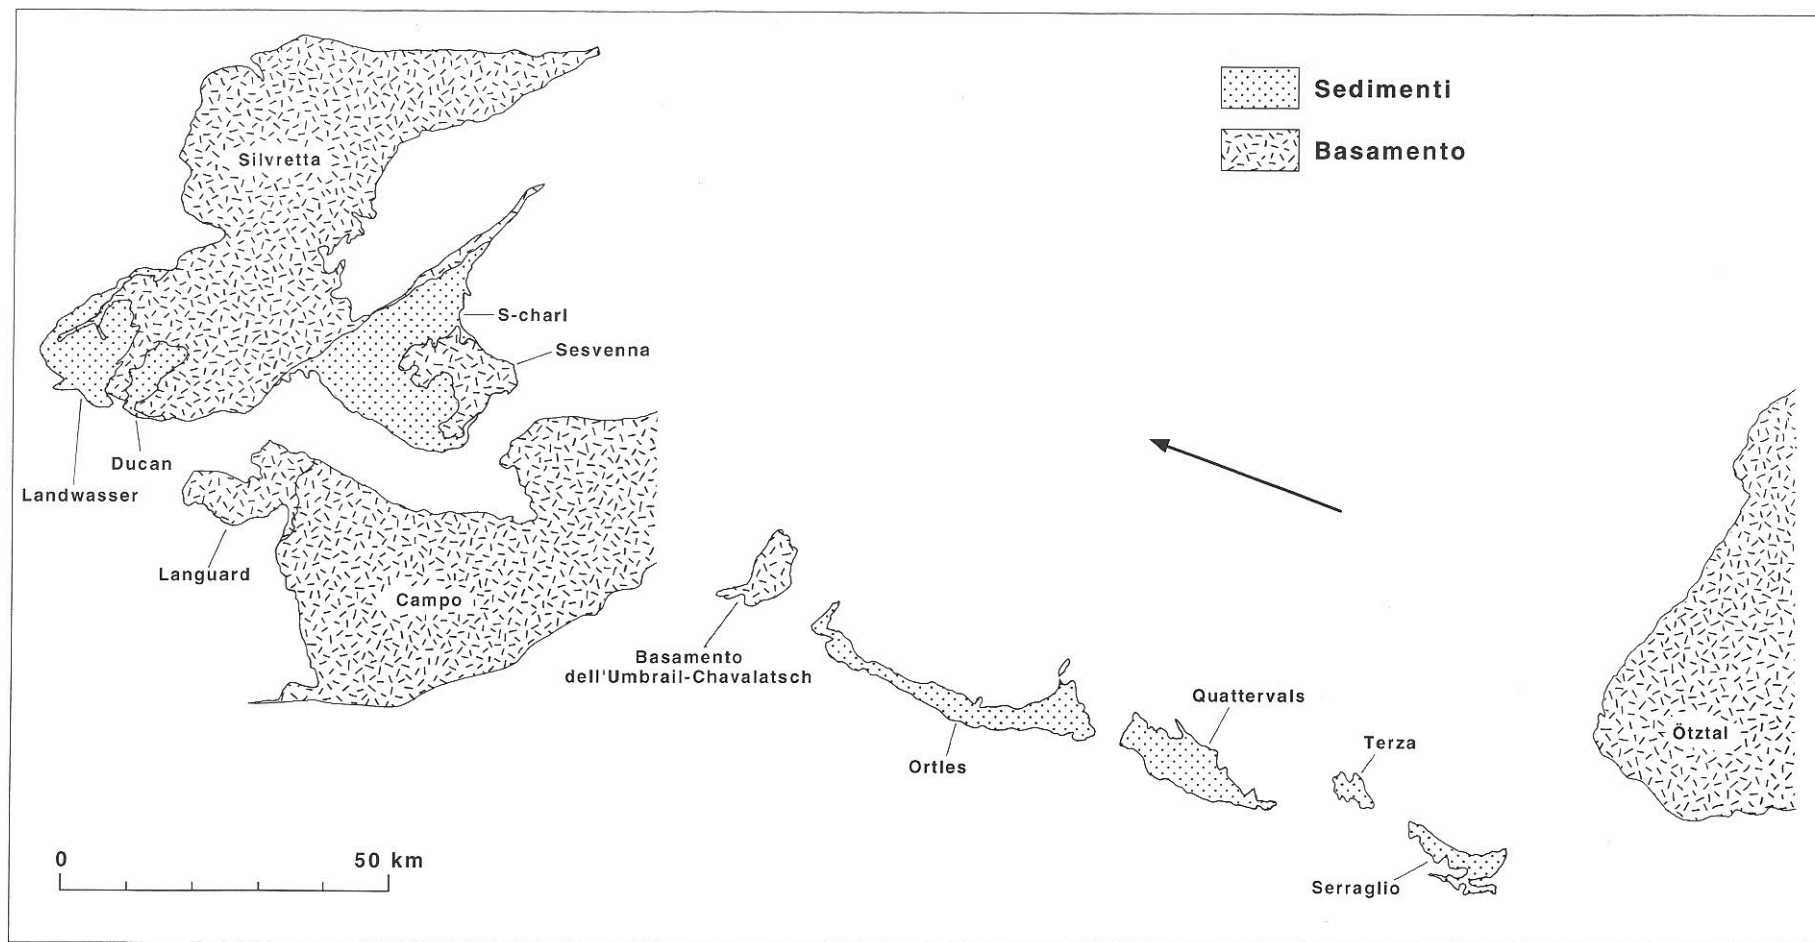 Sedimenti
Basamento
Silvretta
S-charl
Sesvenna
Ducan
Landwasser
Languard
Campo
Basamento
dell'Umbrail-Chavalatsch
Ortles
Quattervals
Terza
Ötztal
Serraglio
0 50 km